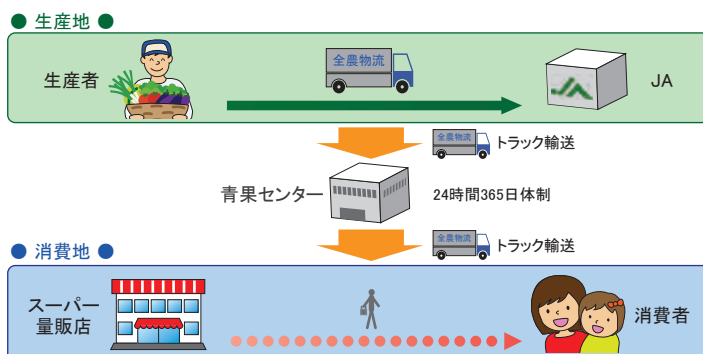 ● 生産地 ●
生産者
全農物流
JA
JA
全農物流
トラック輸送
青果センター
24時間365日体制
全農物流
トラック輸送
● 消費地 ●
スーパー
量販店
消費者